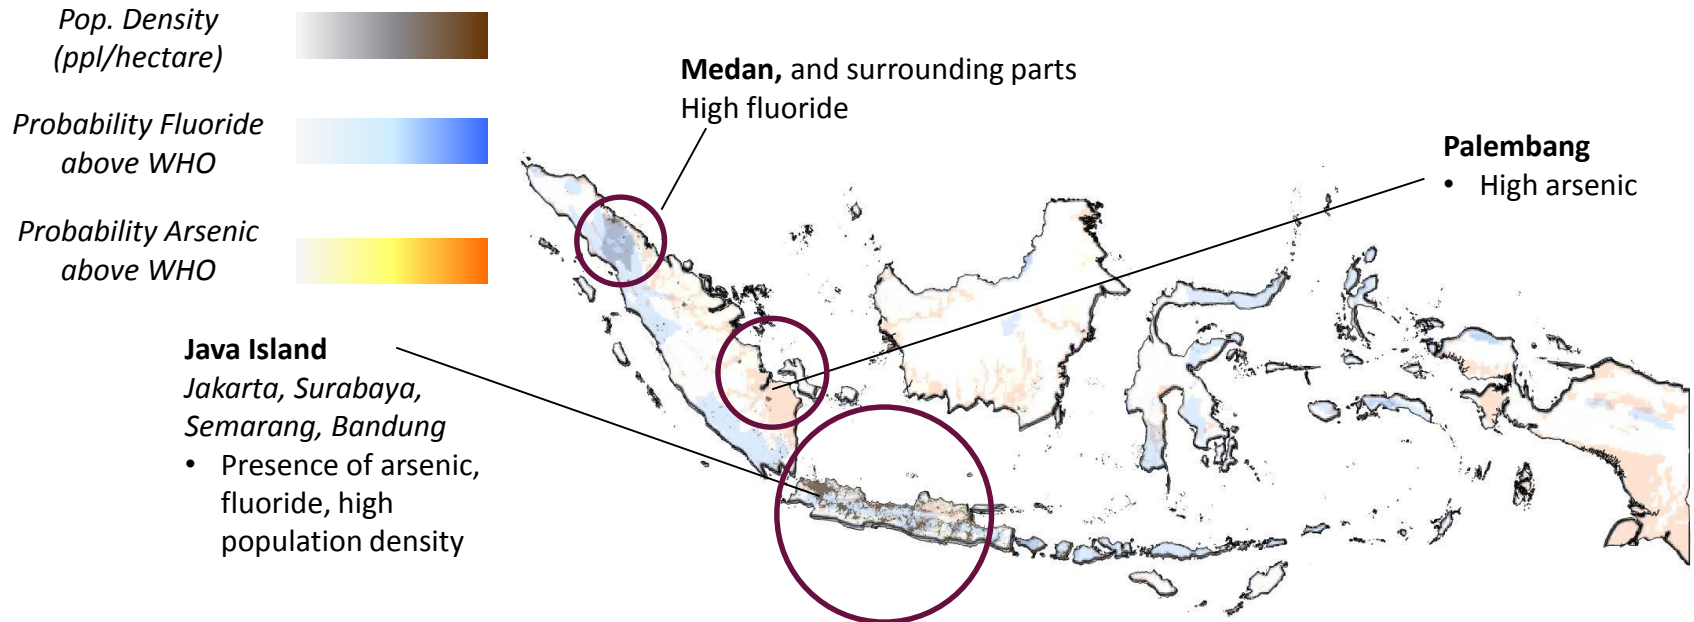 Pop. Density
(ppl/hectare)
Probability Fluoride
above WHO
Probability Arsenic
above WHO
Medan, and surrounding parts
High fluoride
Palembang
• High arsenic
Java Island
Jakarta, Surabaya,
Semarang, Bandung
• Presence of arsenic,
fluoride, high
population density